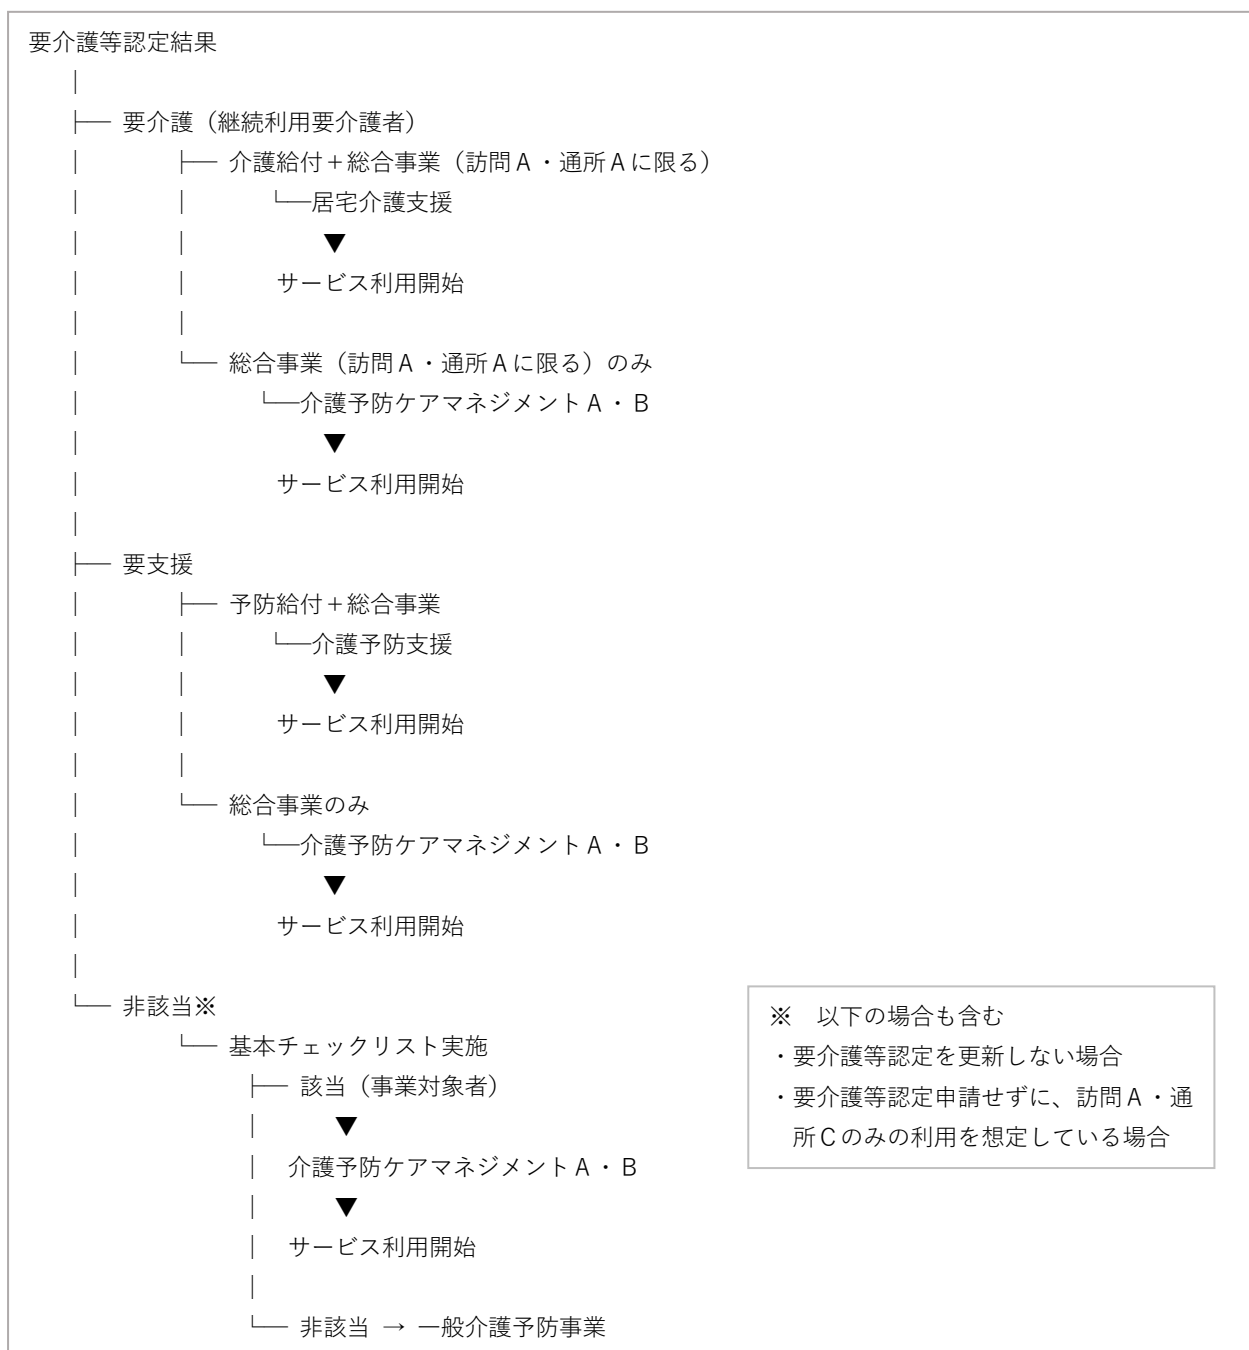 要介護等認定結果
要介護（継続利用要介護者）
介護給付＋総合事業（訪問Ａ・通所Ａに限る）
居宅介護支援
▼
サービス利用開始
総合事業（訪問Ａ・通所Ａに限る）のみ
介護予防ケアマネジメントＡ・Ｂ
▼
サービス利用開始
要支援
予防給付＋総合事業
介護予防支援
▼
サービス利用開始
総合事業のみ
介護予防ケアマネジメントＡ・Ｂ
▼
サービス利用開始
非該当※
基本チェックリスト実施
該当（事業対象者）
▼
介護予防ケアマネジメントＡ・Ｂ
▼
サービス利用開始
非該当 → 一般介護予防事業
※　以下の場合も含む
・要介護等認定を更新しない場合
・要介護等認定申請せずに、訪問Ａ・通
所Ｃのみの利用を想定している場合